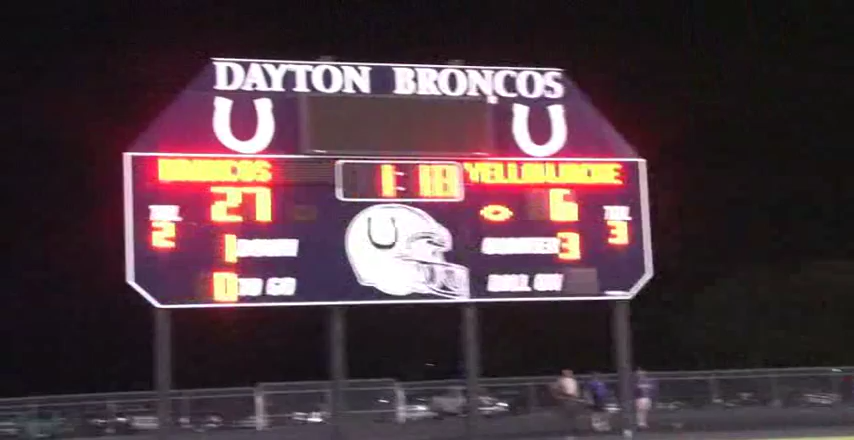 DAYTON BRONCOS
BRONCOS 1:18 YELLOWJACKE
27 6
TOL 2 TOL 3
1 DOWN QUARTER 3
0 TO GO BALL ON